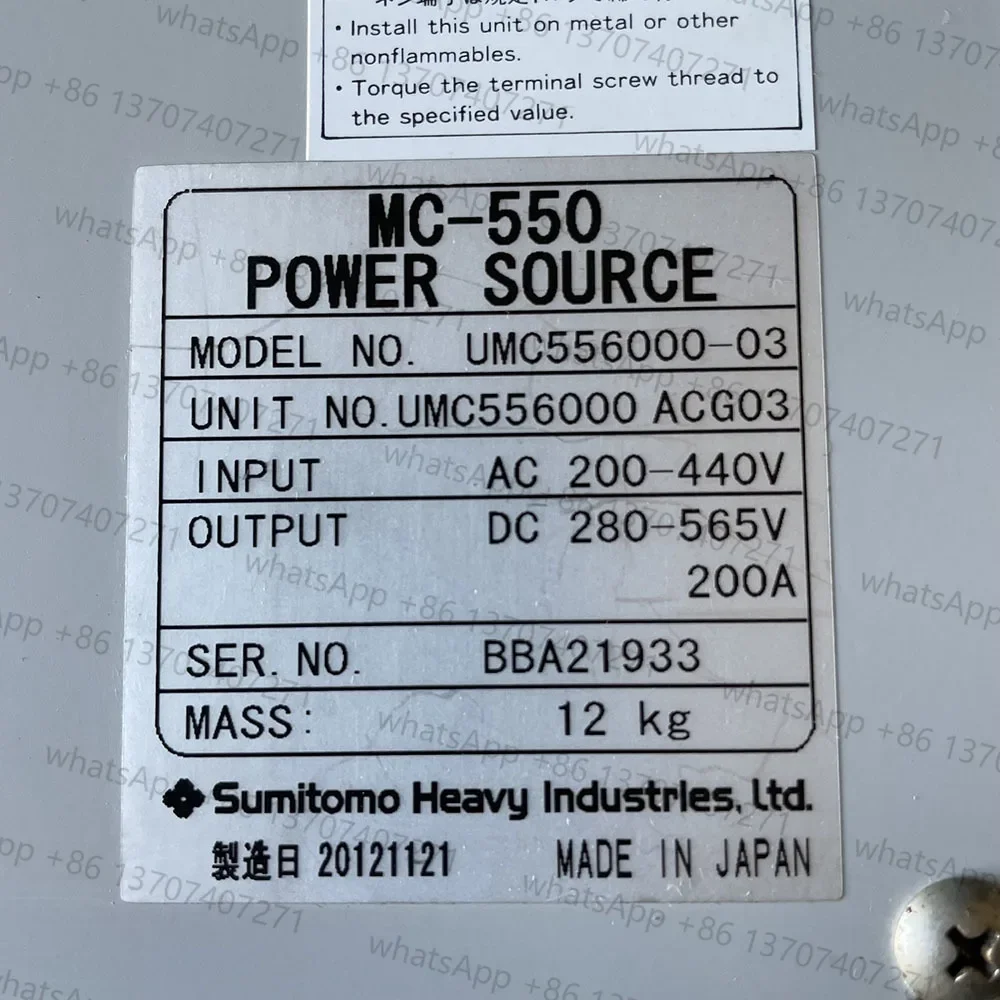 • Install this unit on metal or other
nonflammables.
• Torque the terminal screw thread to
the specified value.
MC-550
POWER SOURCE
MODEL NO. UMC556000-03
UNIT NO. UMC556000 ACG03
INPUT AC 200-440V
OUTPUT DC 280-565V
200A
SER. NO. BBA21933
MASS: 12 kg
Sumitomo Heavy Industries, Ltd.
製造日 20121121 MADE IN JAPAN
whatsApp +86 13707407271